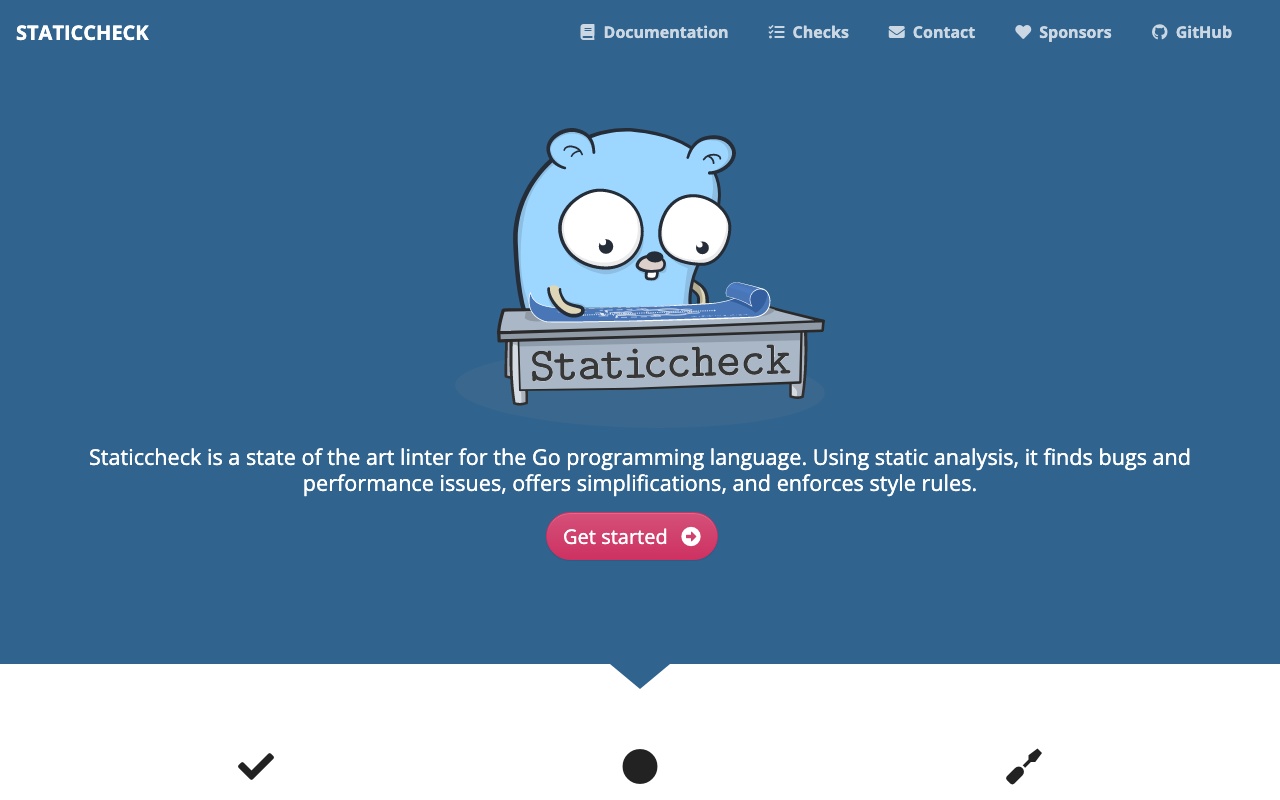 STATICCHECK
Documentation
Checks
Contact
Sponsors
GitHub
Staticcheck
Staticcheck is a state of the art linter for the Go programming language. Using static analysis, it finds bugs and
performance issues, offers simplifications, and enforces style rules.
Get started